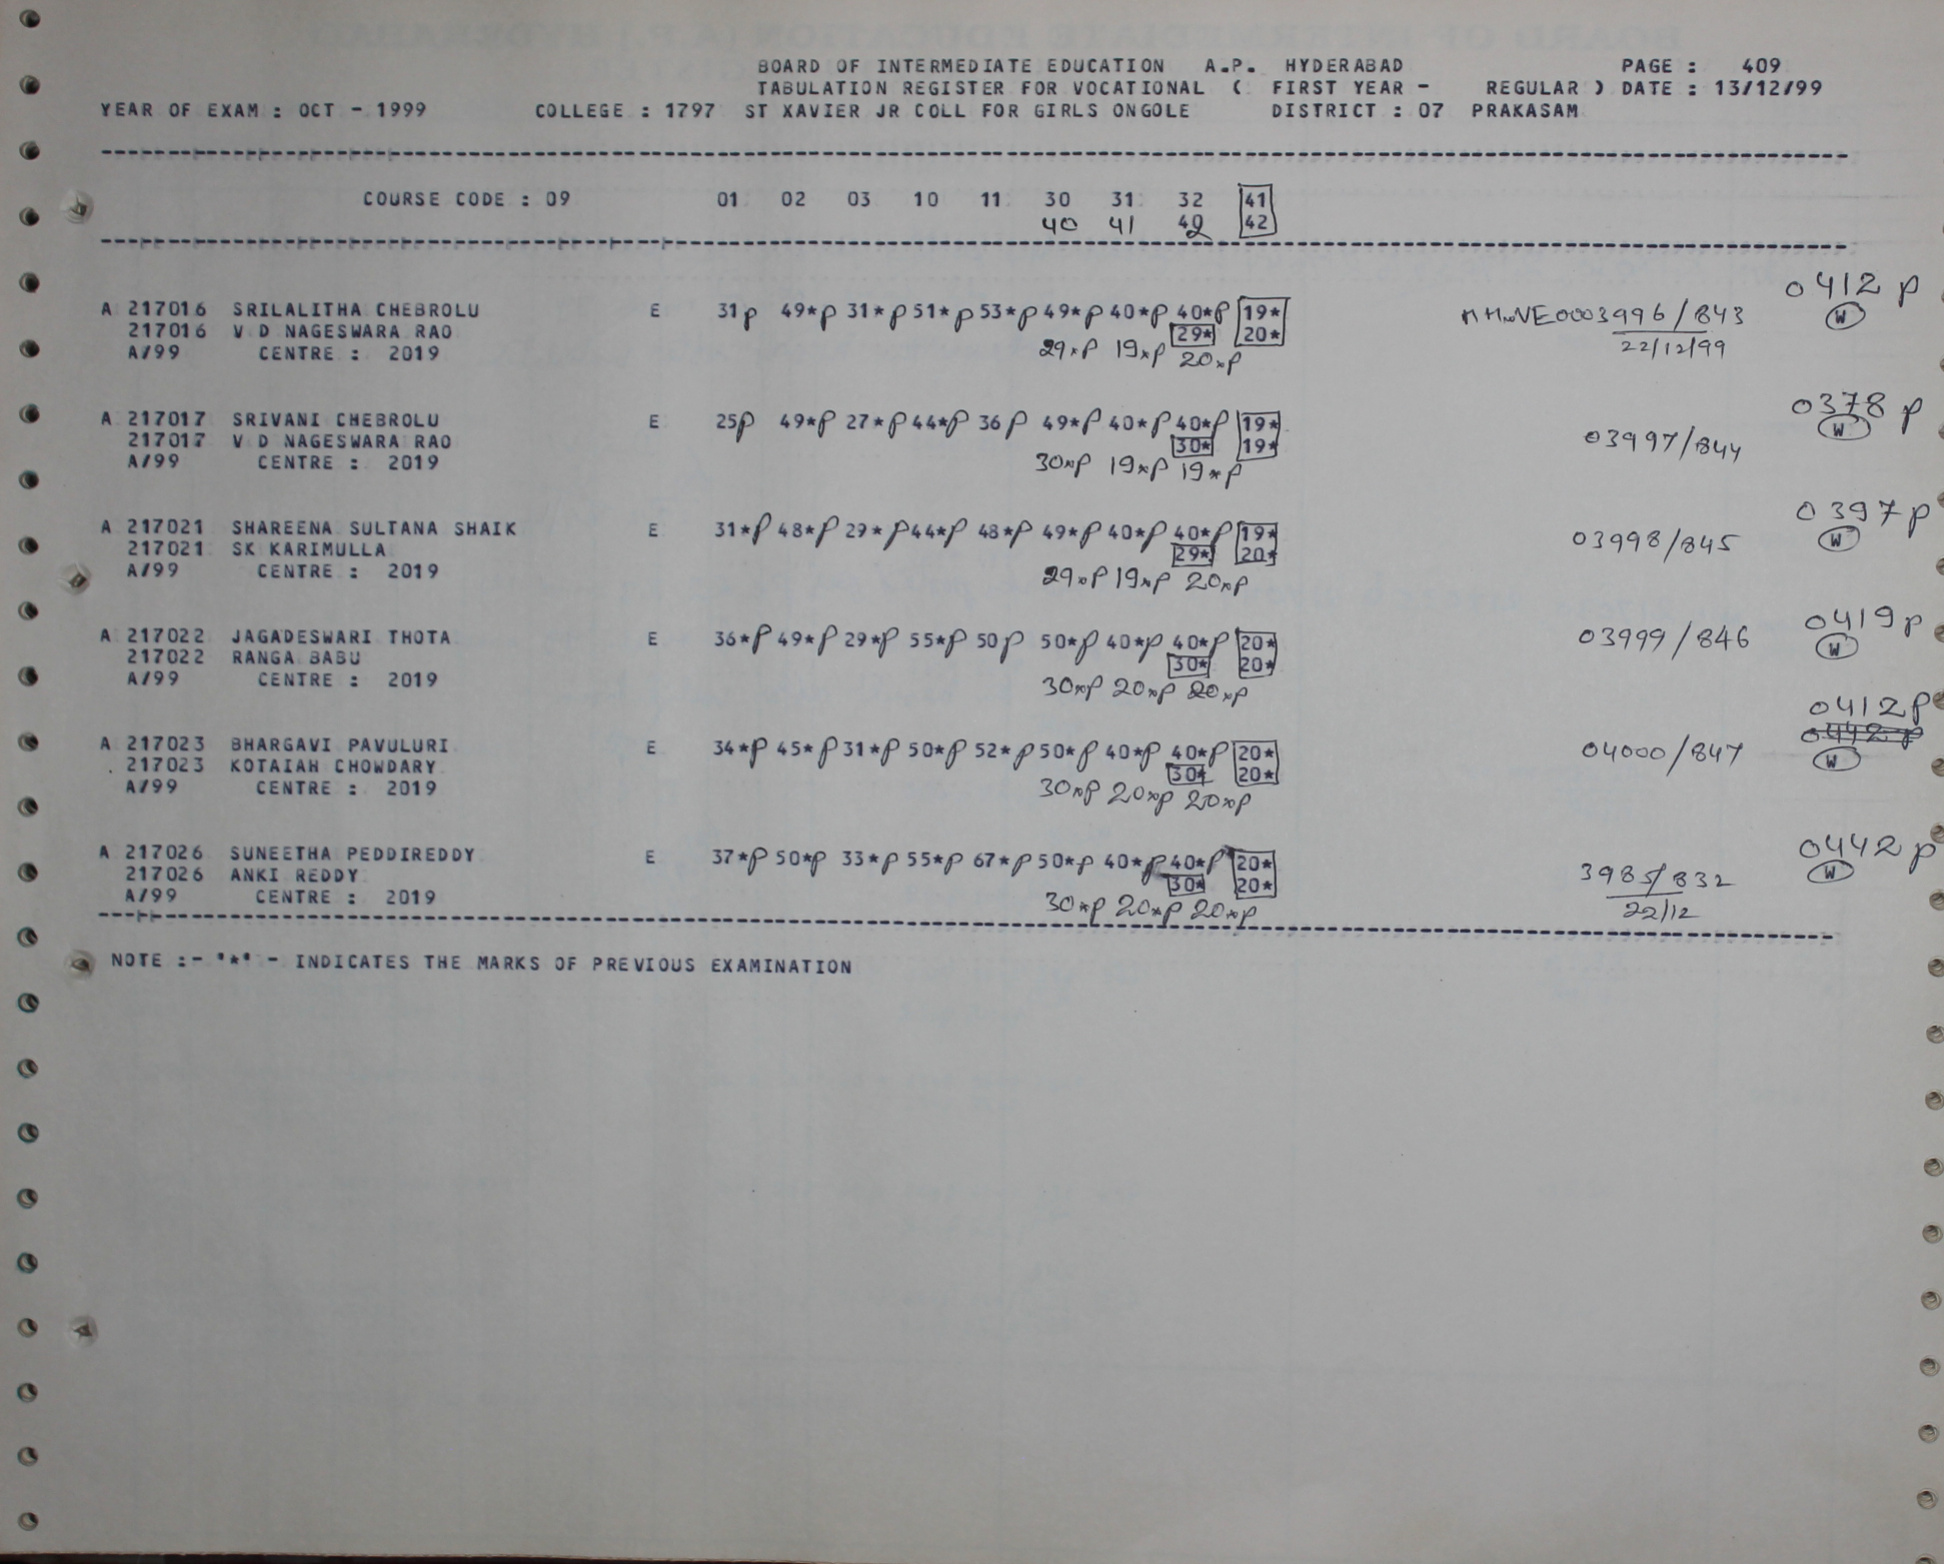 BOARD OF INTERMEDIATE EDUCATION A.P. HYDERABAD PAGE : 409
TABULATION REGISTER FOR VOCATIONAL ( FIRST YEAR - REGULAR ) DATE : 13/12/99
YEAR OF EXAM : OCT - 1999 COLLEGE : 1797 ST XAVIER JR COLL FOR GIRLS ONGOLE DISTRICT : 07 PRAKASAM
COURSE CODE : 09 01 02 03 10 11 30 31 32 41
40 41 42 42
0412 P
A 217016 SRILALITHA CHEBROLU E 31 P 49* P 31* P 51* P 53* P 49* P 40* P 40* P 19* 0003996/843 W
217016 V D NAGESWARA RAO 29* 20* 22/12/99
A/99 CENTRE : 2019 29*P 19*P 20*P
0378 P
A 217017 SRIVANI CHEBROLU E 25P 49*P 27*P 44*P 36 P 49*P 40*P 40*P 19* W
217017 V D NAGESWARA RAO 30* 19* 03997/844
A/99 CENTRE : 2019 30*P 19*P 19*P
0397 P
A 217021 SHAREENA SULTANA SHAIK E 31*P 48*P 29*P 44*P 48*P 49*P 40*P 40*P 19* 03998/845 W
217021 SK KARIMULLA 29* 20*
A/99 CENTRE : 2019 29*P 19*P 20*P
0419 P
A 217022 JAGADESWARI THOTA E 36*P 49*P 29*P 55*P 50 P 50*P 40*P 40*P 20* 03999/846 W
217022 RANGA BABU 30* 20*
A/99 CENTRE : 2019 30*P 20*P 20*P
0412P
0442 P
A 217023 BHARGAVI PAVULURI E 34*P 45*P 31*P 50*P 52*P 50*P 40*P 40*P 20* 04000/847 W
217023 KOTAIAH CHOWDARY 30* 20*
A/99 CENTRE : 2019 30*P 20*P 20*P
0442 P
A 217026 SUNEETHA PEDDIREDDY E 37*P 50*P 33*P 55*P 67*P 50*P 40*P 40*P 20* W
217026 ANKI REDDY 30* 20* 3985/832
A/99 CENTRE : 2019 30*P 20*P 20*P 22/12
NOTE :- "*" - INDICATES THE MARKS OF PREVIOUS EXAMINATION